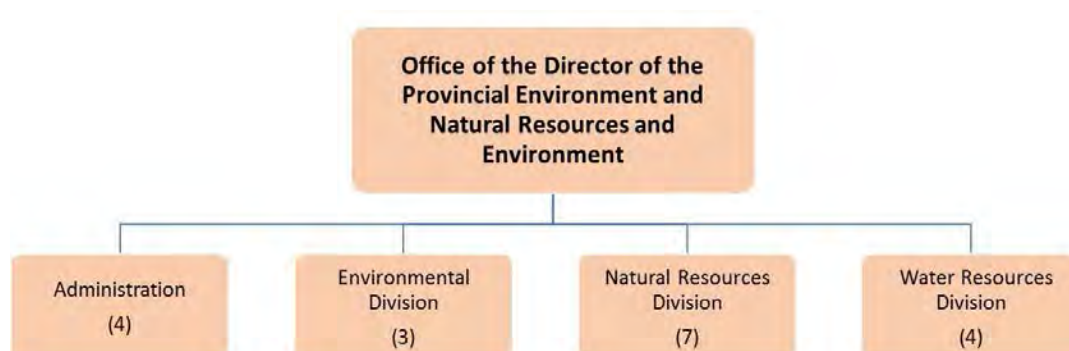 Office of the Director of the
Provincial Environment and
Natural Resources and
Environment
Administration
(4)
Environmental
Division
(3)
Natural Resources
Division
(7)
Water Resources
Division
(4)